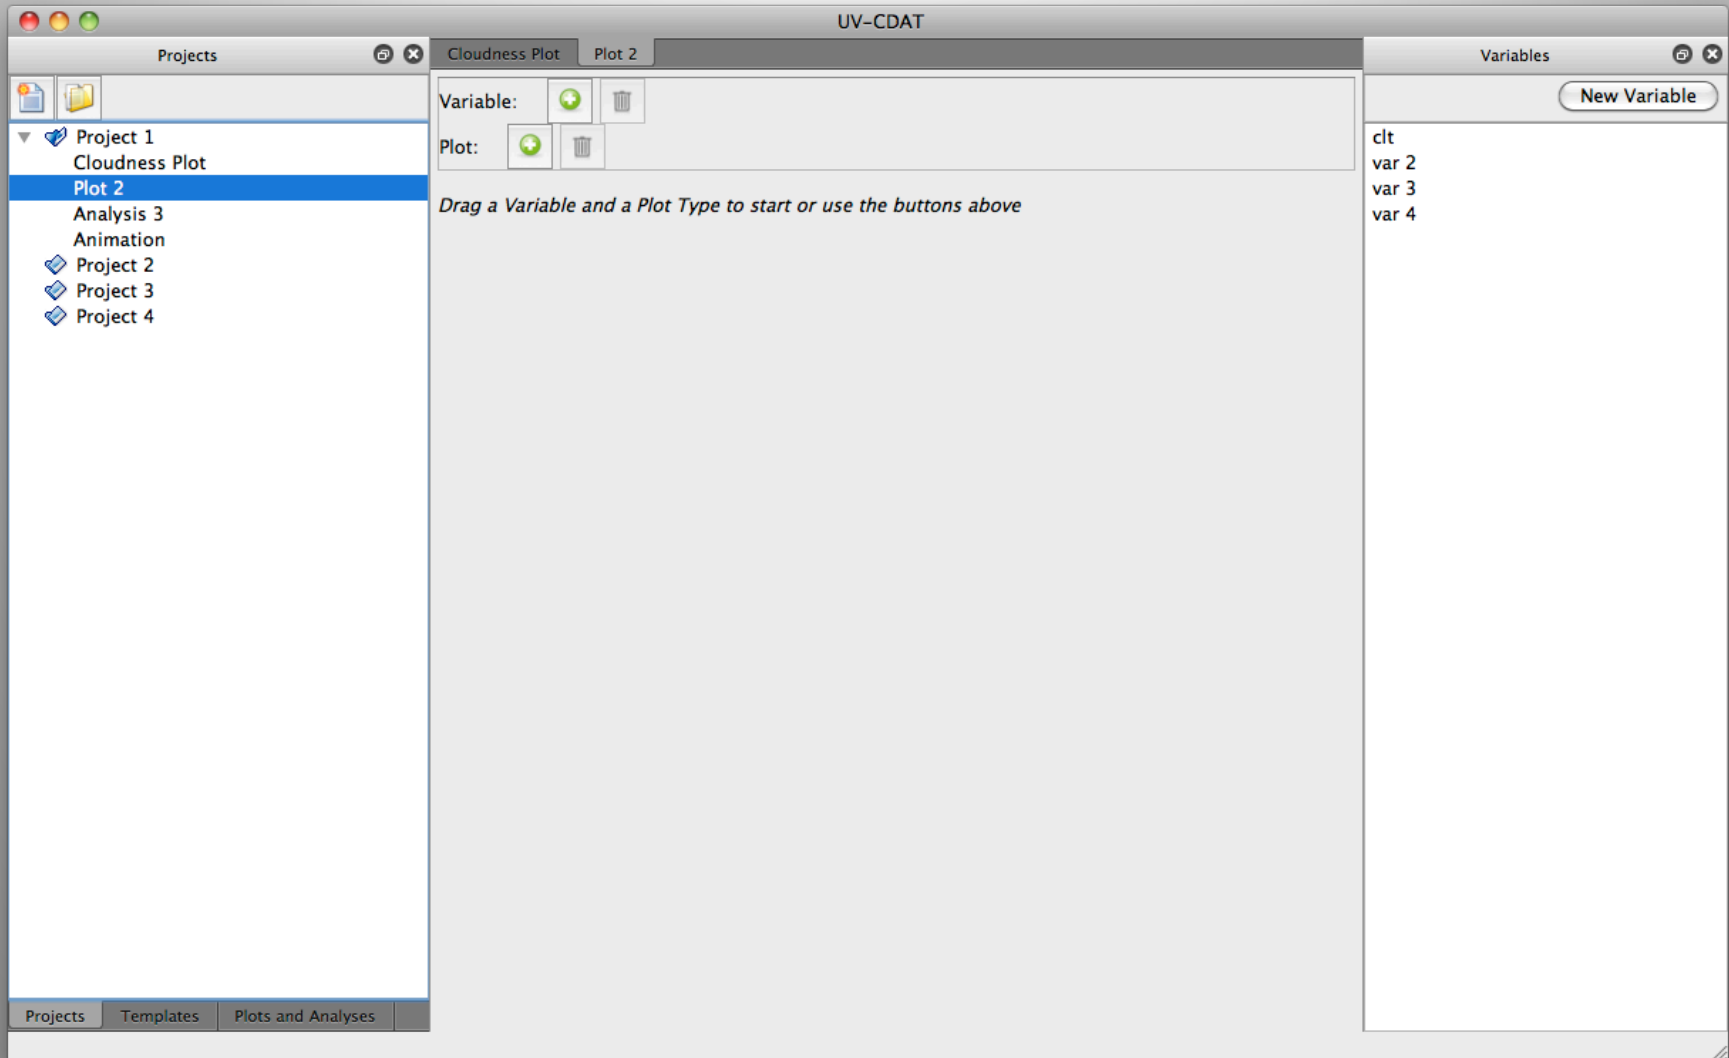 UV-CDAT
Projects
Project 1
Cloudness Plot
Plot 2
Analysis 3
Animation
Project 2
Project 3
Project 4
Projects
Templates
Plots and Analyses
Cloudness Plot
Plot 2
Variable:
Plot:
Drag a Variable and a Plot Type to start or use the buttons above
Variables
New Variable
clt
var 2
var 3
var 4